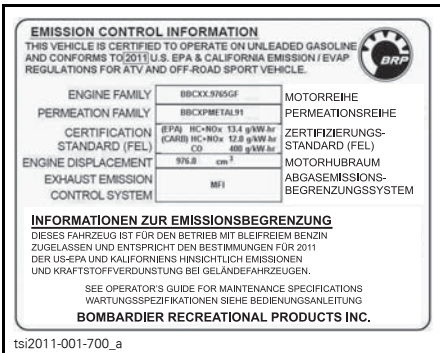 EMISSION CONTROL INFORMATION
THIS VEHICLE IS CERTIFIED TO OPERATE ON UNLEADED GASOLINE
AND CONFORMS TO 2011 U.S. EPA & CALIFORNIA EMISSION / EVAP
REGULATIONS FOR ATV AND OFF-ROAD SPORT VEHICLE.
BRP
ENGINE FAMILY BBCXX.9765GF MOTORREIHE
PERMEATION FAMILY BBCXPMETAL91 PERMEATIONSREIHE
CERTIFICATION (EPA) HC+NOx 13.4 g/kW-hr ZERTIFIZIERUNGS-
STANDARD (FEL) (CARB) HC+NOx 12.0 g/kW-hr STANDARD (FEL)
CO 400 g/kW-hr
ENGINE DISPLACEMENT 976.0 cm³ MOTORHUBRAUM
EXHAUST EMISSION MFI ABGASEMISSIONS-
CONTROL SYSTEM BEGRENZUNGSSYSTEM
INFORMATIONEN ZUR EMISSIONSBEGRENZUNG
DIESES FAHRZEUG IST FÜR DEN BETRIEB MIT BLEIFREIEM BENZIN
ZUGELASSEN UND ENTSPRICHT DEN BESTIMMUNGEN FÜR 2011
DER US-EPA UND KALIFORNIENS HINSICHTLICH EMISSIONEN
UND KRAFTSTOFFVERDUNSTUNG BEI GELÄNDEFAHRZEUGEN.
SEE OPERATOR'S GUIDE FOR MAINTENANCE SPECIFICATIONS
WARTUNGSSPEZIFIKATIONEN SIEHE BEDIENUNGSANLEITUNG
BOMBARDIER RECREATIONAL PRODUCTS INC.
tsi2011-001-700_a